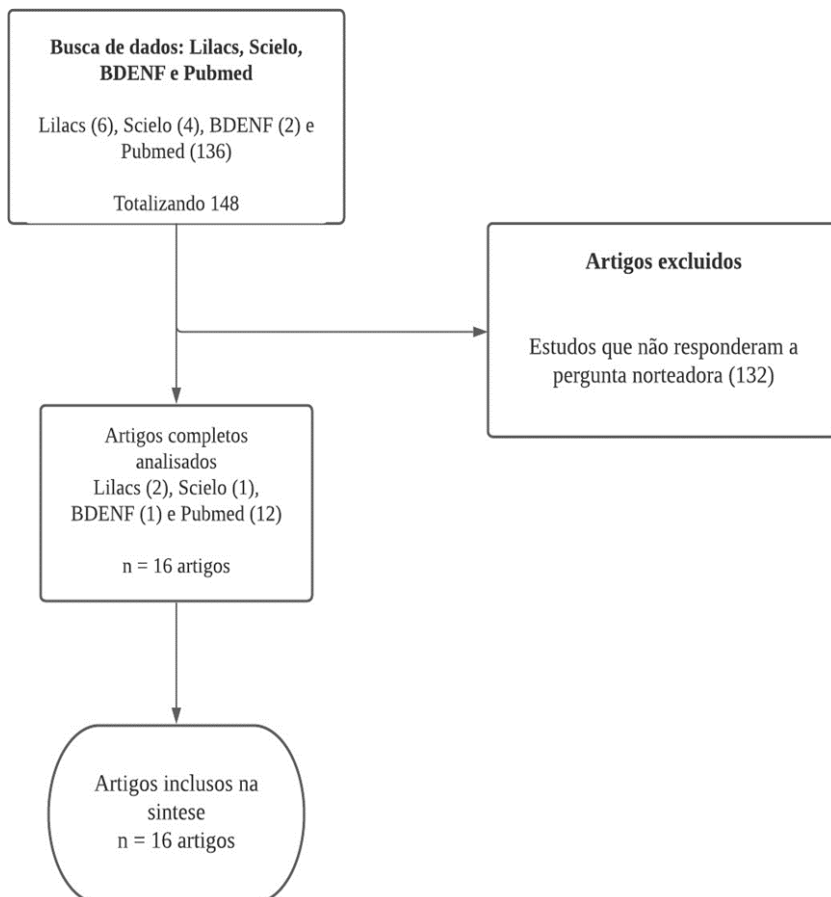 Busca de dados: Lilacs, Scielo,
BDENF e Pubmed
Lilacs (6), Scielo (4), BDENF (2) e
Pubmed (136)
Totalizando 148
Artigos excluidos
Estudos que não responderam a
pergunta norteadora (132)
Artigos completos
analisados
Lilacs (2), Scielo (1),
BDENF (1) e Pubmed (12)
n = 16 artigos
Artigos inclusos na
sintese
n = 16 artigos